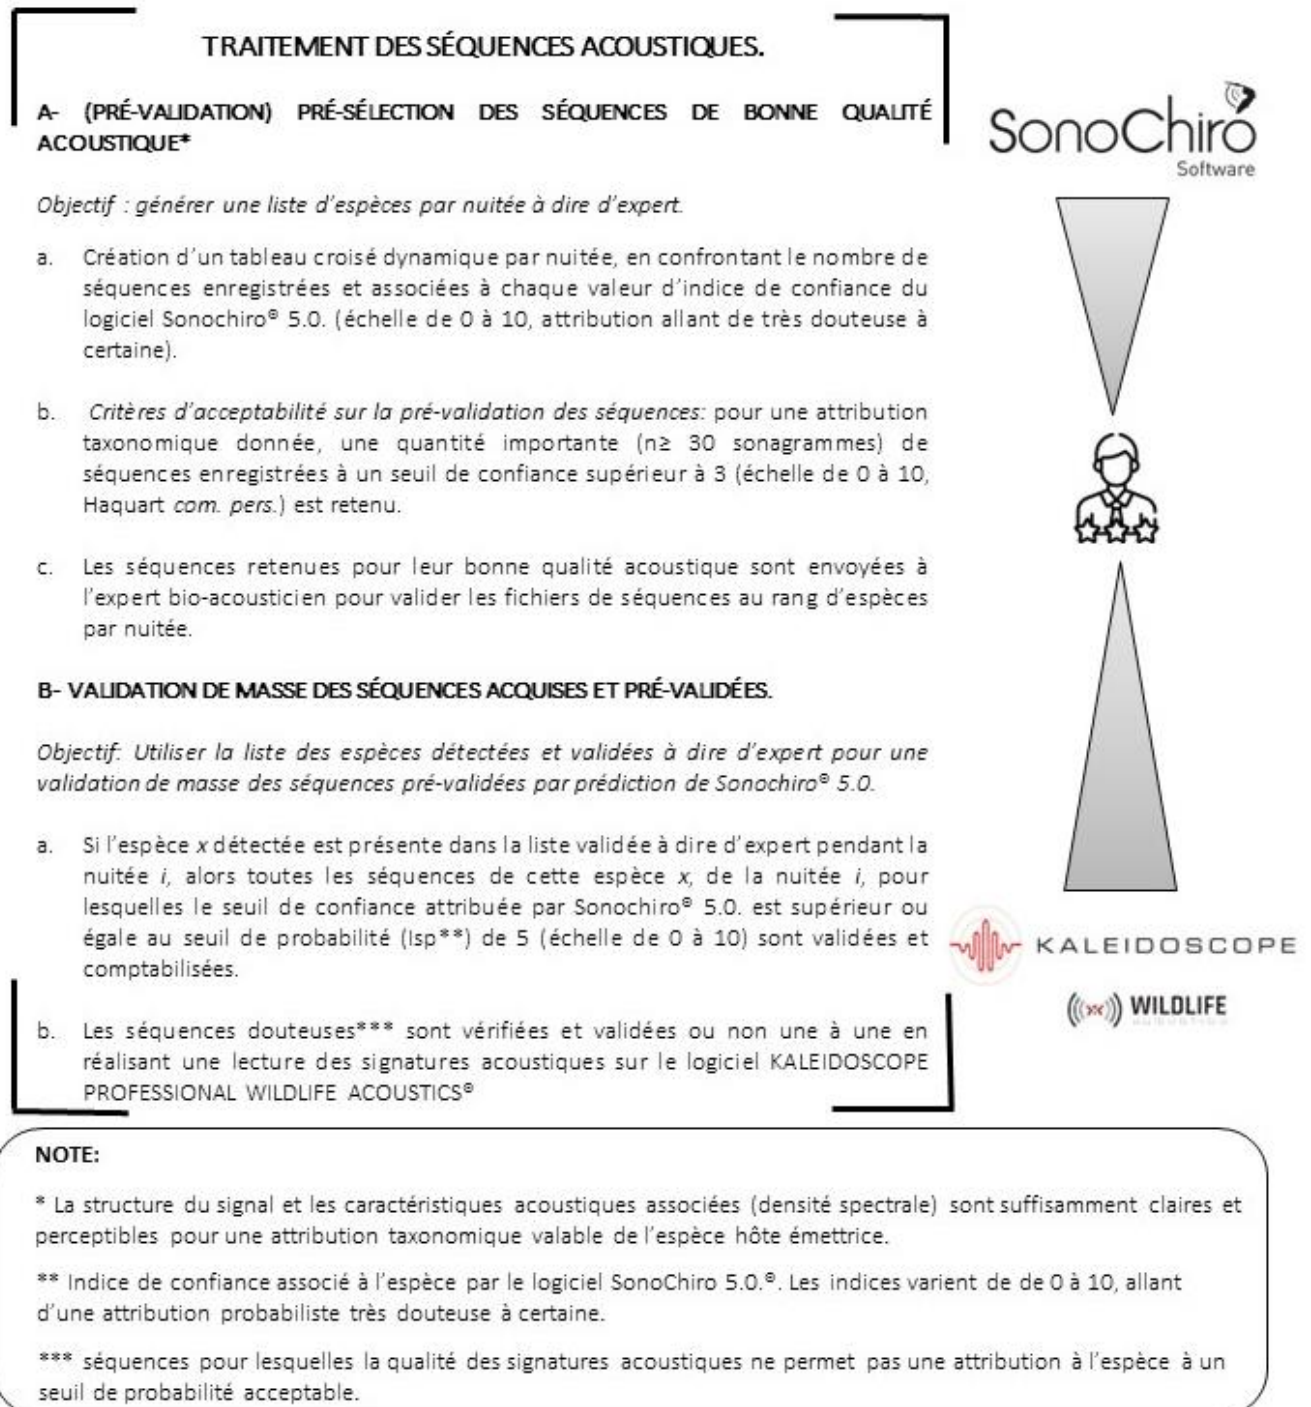 TRAITEMENT DES SÉQUENCES ACOUSTIQUES.
A- (PRÉ-VALIDATION) PRÉ-SÉLECTION DES SÉQUENCES DE BONNE QUALITÉ
ACOUSTIQUE*
Objectif : générer une liste d'espèces par nuitée à dire d'expert.
a. Création d'un tableau croisé dynamique par nuitée, en confrontant le nombre de
séquences enregistrées et associées à chaque valeur d'indice de confiance du
logiciel Sonochiro® 5.0. (échelle de 0 à 10, attribution allant de très douteuse à
certaine).
b. Critères d'acceptabilité sur la pré-validation des séquences: pour une attribution
taxonomique donnée, une quantité importante (n≥ 30 sonagrammes) de
séquences enregistrées à un seuil de confiance supérieur à 3 (échelle de 0 à 10,
Haquart com. pers.) est retenu.
c. Les séquences retenues pour leur bonne qualité acoustique sont envoyées à
l'expert bio-acousticien pour valider les fichiers de séquences au rang d'espèces
par nuitée.
B- VALIDATION DE MASSE DES SÉQUENCES ACQUISES ET PRÉ-VALIDÉES.
Objectif: Utiliser la liste des espèces détectées et validées à dire d'expert pour une
validation de masse des séquences pré-validées par prédiction de Sonochiro® 5.0.
a. Si l'espèce x détectée est présente dans la liste validée à dire d'expert pendant la
nuitée i, alors toutes les séquences de cette espèce x, de la nuitée i, pour
lesquelles le seuil de confiance attribuée par Sonochiro® 5.0. est supérieur ou
égale au seuil de probabilité (Isp**) de 5 (échelle de 0 à 10) sont validées et
comptabilisées.
b. Les séquences douteuses*** sont vérifiées et validées ou non une à une en
réalisant une lecture des signatures acoustiques sur le logiciel KALEIDOSCOPE
PROFESSIONAL WILDLIFE ACOUSTICS®
SonoChiro
Software
KALEIDOSCOPE
WILDLIFE
NOTE:
* La structure du signal et les caractéristiques acoustiques associées (densité spectrale) sont suffisamment claires et
perceptibles pour une attribution taxonomique valable de l'espèce hôte émettrice.
** Indice de confiance associé à l'espèce par le logiciel SonoChiro 5.0.®. Les indices varient de de 0 à 10, allant
d'une attribution probabiliste très douteuse à certaine.
*** séquences pour lesquelles la qualité des signatures acoustiques ne permet pas une attribution à l'espèce à un
seuil de probabilité acceptable.